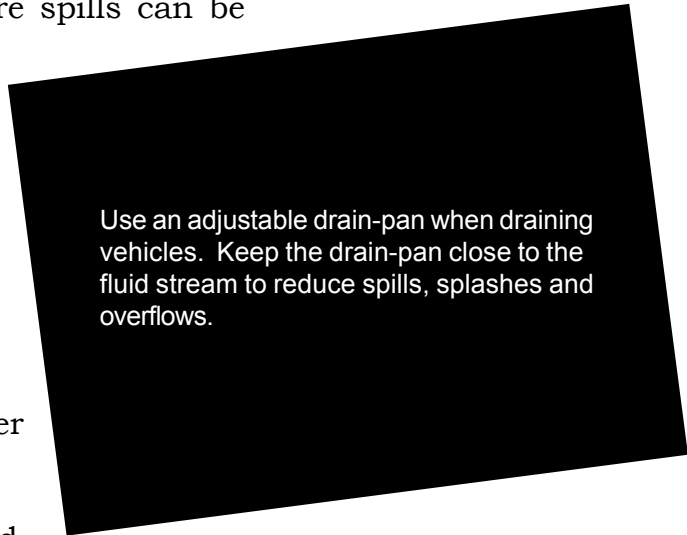 re spills can be
Use an adjustable drain-pan when draining
vehicles.  Keep the drain-pan close to the
fluid stream to reduce spills, splashes and
overflows.
er